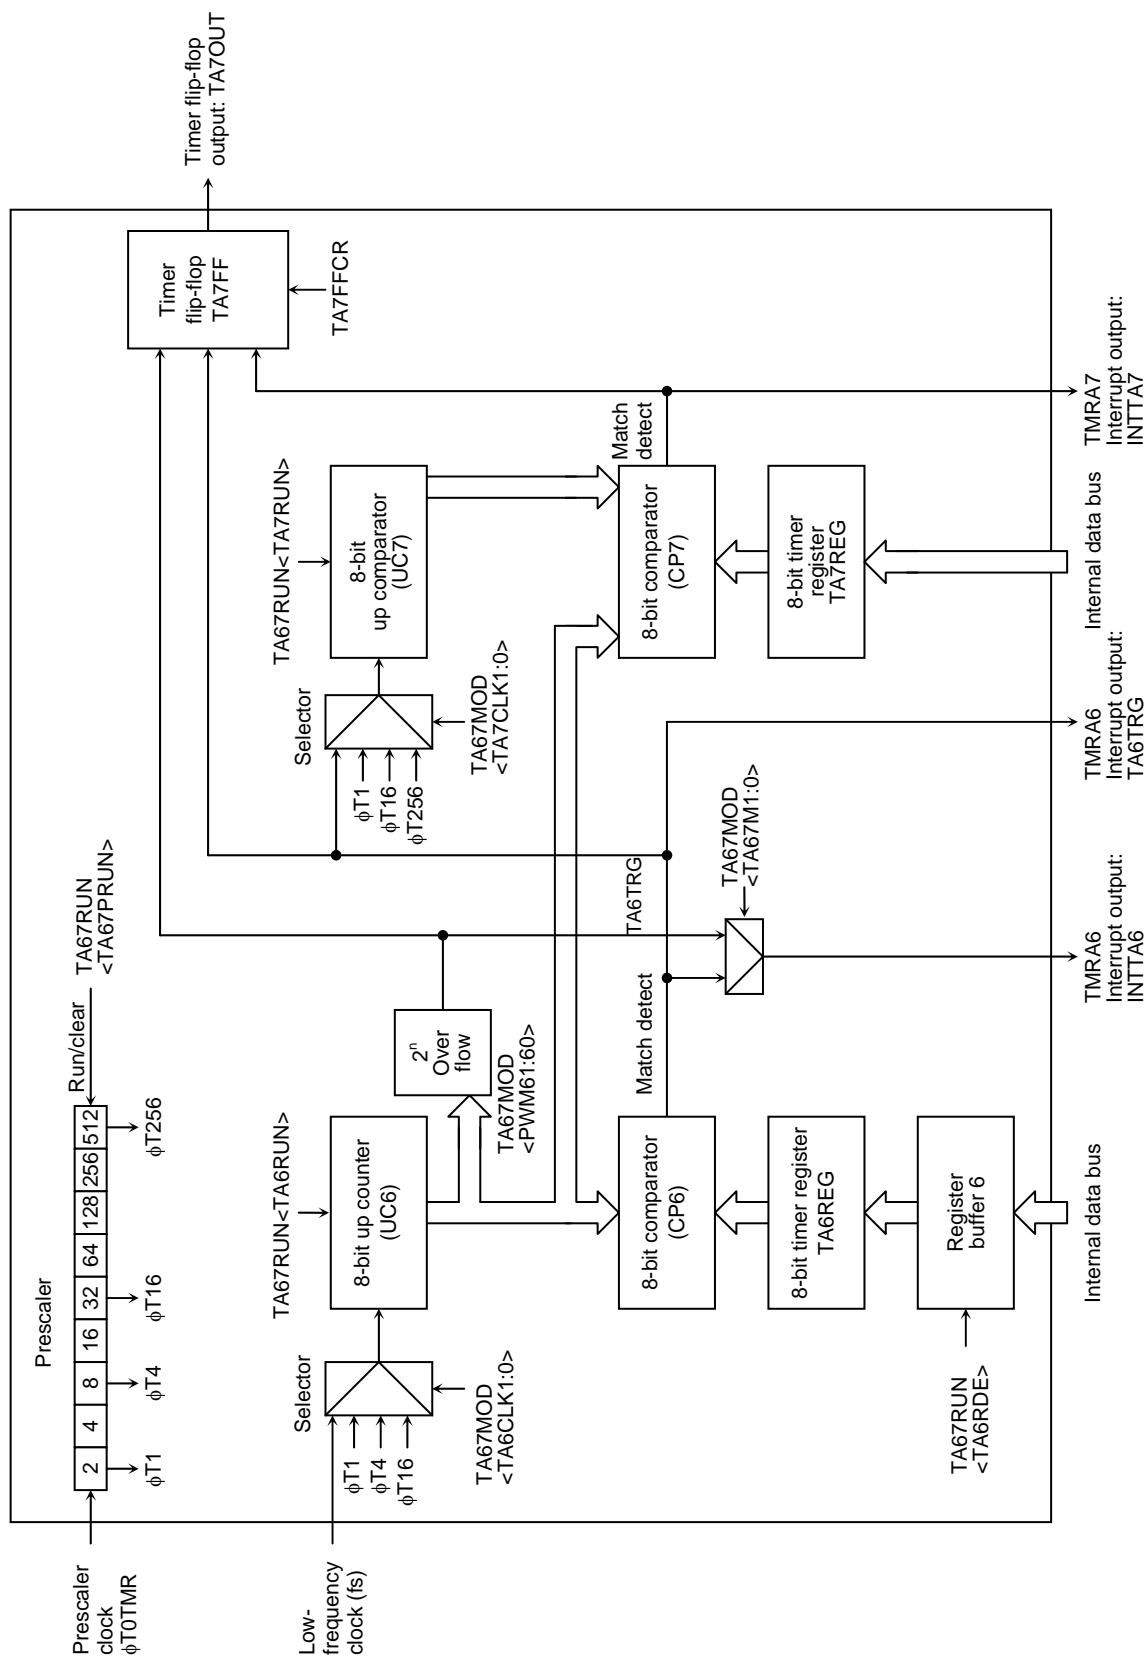 Prescaler
Prescaler
clock
ϕT0TMR
2
4
8
16
32
64
128
256
512
Run/clear
TA67RUN
<TA67PRUN>
ϕT1
ϕT4
ϕT16
ϕT256
Timer flip-flop
output: TA7OUT
Timer
flip-flop
TA7FF
TA7FFCR
Low-
frequency
clock (fs)
Selector
ϕT1
ϕT4
ϕT16
TA67MOD
<TA6CLK1:0>
TA67RUN<TA6RUN>
8-bit up counter
(UC6)
2n
Over
flow
TA67MOD
<PWM61:60>
Selector
ϕT1
ϕT16
ϕT256
TA67MOD
<TA7CLK1:0>
TA67RUN<TA7RUN>
8-bit
up comparator
(UC7)
8-bit comparator
(CP6)
Match detect
TA6TRG
8-bit comparator
(CP7)
Match
detect
TA67MOD
<TA67M1:0>
8-bit timer register
TA6REG
8-bit timer
register
TA7REG
TA67RUN
<TA6RDE>
Register
buffer 6
Internal data bus
TMRA6
Interrupt output:
INTTA6
TMRA6
Interrupt output:
TA6TRG
Internal data bus
TMRA7
Interrupt output:
INTTA7